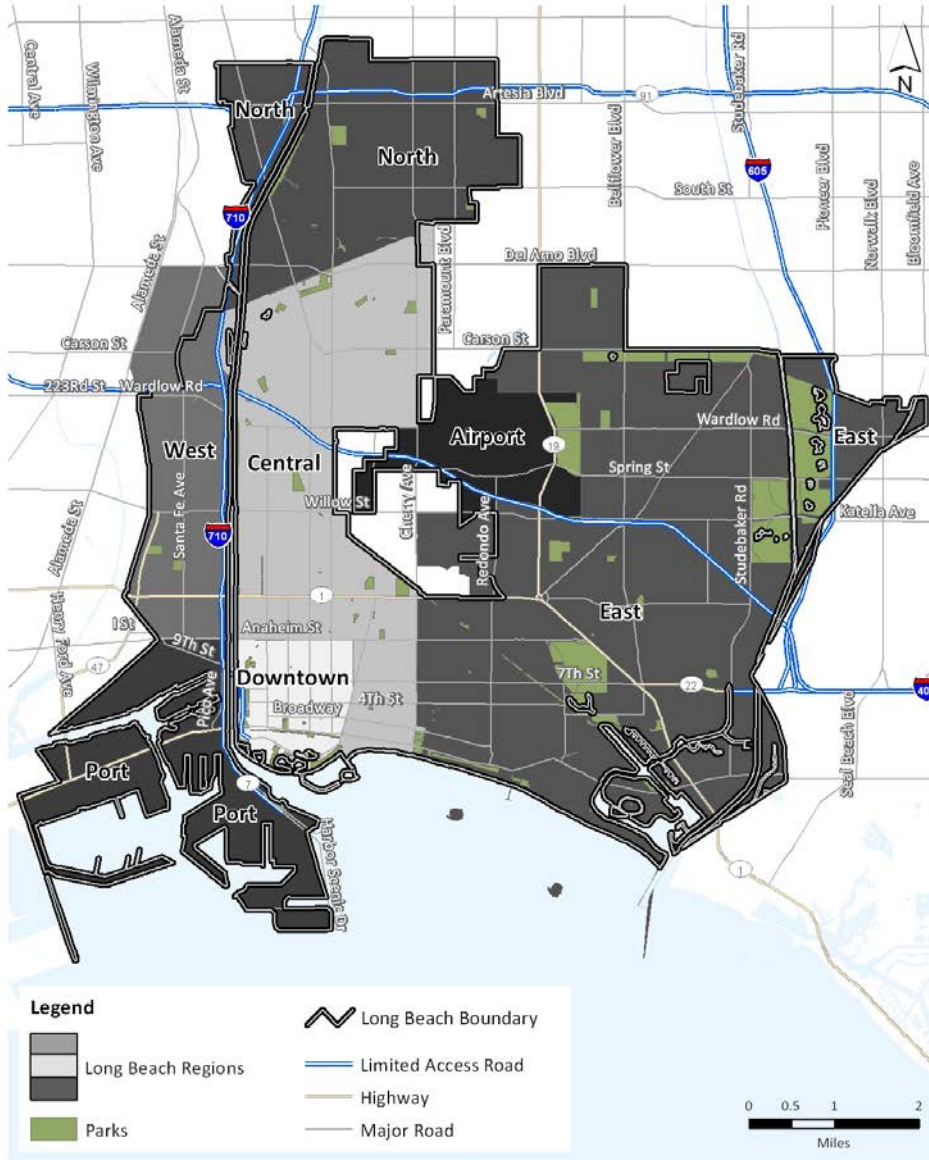 Central Ave
Wilmington Ave
Alameda St
Studebaker Rd
N
Artesia Blvd
91
North
North
Bellflower Blvd
605
Pioneer Blvd
Norwalk Blvd
Bloomfield Ave
South St
710
Alameda St
Paramount Blvd
Del Amo Blvd
Carson St
Carson St
223Rd St
Wardlow Rd
Wardlow Rd
West
Central
Airport
19
East
Spring St
Santa Fe Ave
Willow St
Cherry Ave
Redondo Ave
Studebaker Rd
Katella Ave
710
Alameda St
Henry Ford Ave
1
I St
Anaheim St
East
9Th St
47
Downtown
7Th St
22
40
4Th St
Broadway
Pico Ave
Seal Beach Blvd
Port
7
Port
Harbor Scenic Dr
1
Legend
Long Beach Regions
Parks
Long Beach Boundary
Limited Access Road
Highway
Major Road
0 0.5 1 2
Miles